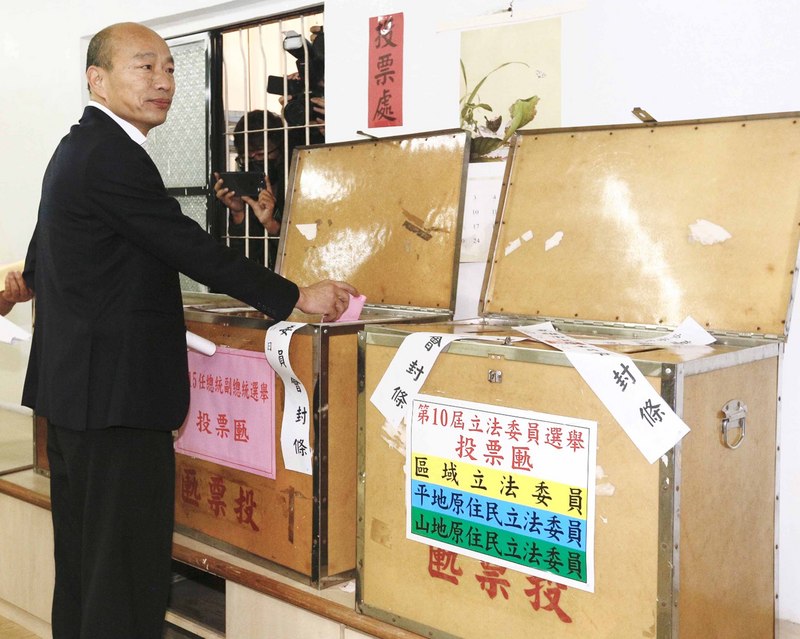 投票處
5任總統副總統選舉
投票匭
投票匭
員會封條
會封條
封條
第10屆立法委員選舉
投票匭
區域立法委員
平地原住民立法委員
山地原住民立法委員
投票匭